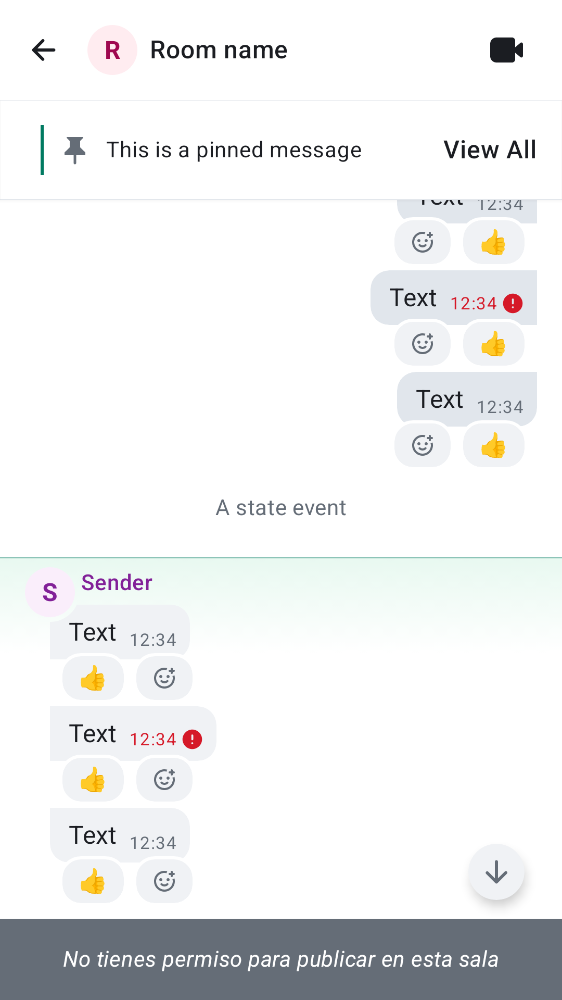 R Room name
This is a pinned message View All
Text 12:34
Text 12:34
Text 12:34
A state event
S Sender
Text 12:34
Text 12:34
Text 12:34
No tienes permiso para publicar en esta sala